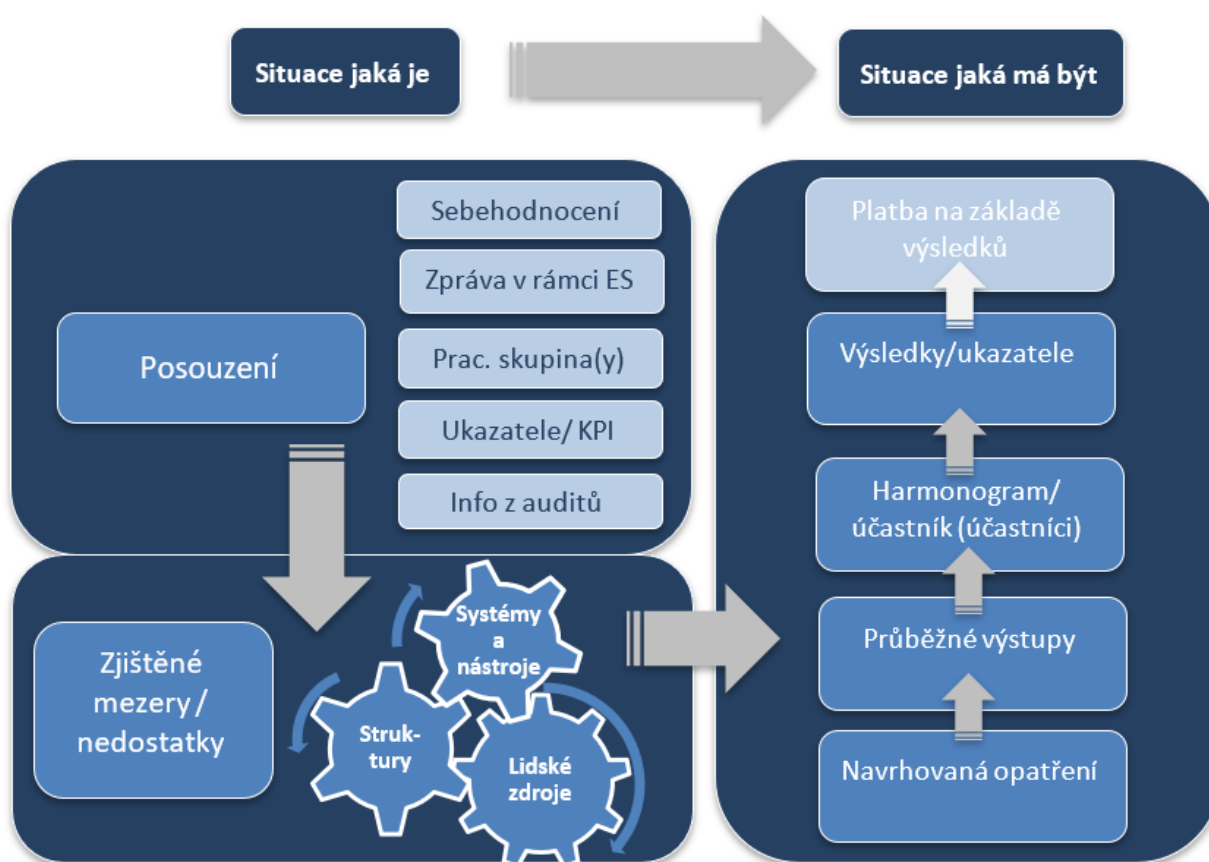 Situace jaká je
Situace jaká má být
Posouzení
Sebehodnocení
Zpráva v rámci ES
Prac. skupina(y)
Ukazatele/ KPI
Info z auditů
Zjištěné
mezery /
nedostatky
Systémy
a
nástroje
Struk-
tury
Lidské
zdroje
Platba na základě
výsledků
Výsledky/ukazatele
Harmonogram/
účastník (účastníci)
Průběžné výstupy
Navrhovaná opatření